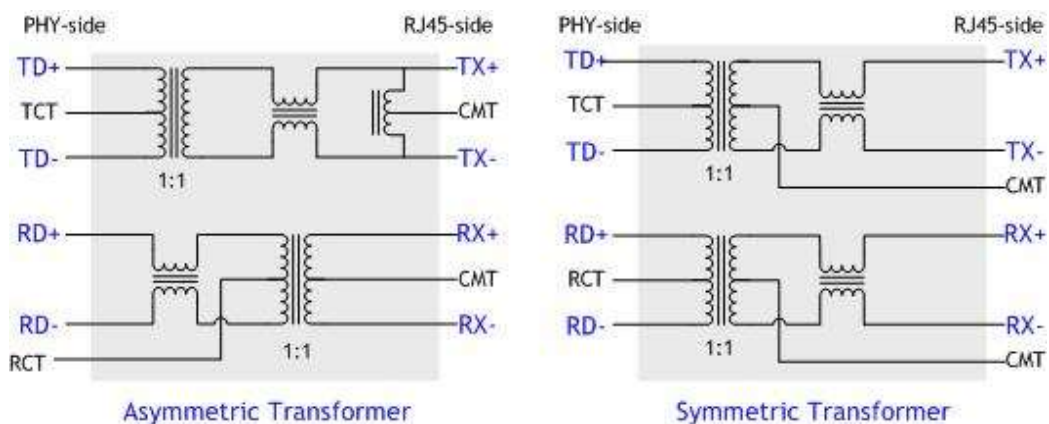 PHY-side RJ45-side
TD+ TX+
TCT CMT
TD- TX-
1:1
RD+ RX+
CMT
RD- RX-
RCT 1:1
Asymmetric Transformer
PHY-side RJ45-side
TD+ TX+
TCT
TD- TX-
1:1
CMT
RD+ RX+
RCT
RD- RX-
1:1
CMT
Symmetric Transformer